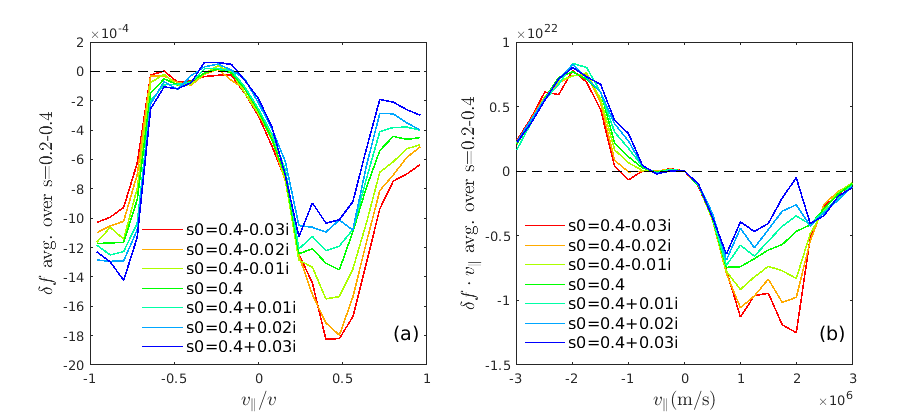 ×10⁻⁴
2
0
-2
-4
-6
-8
-10
-12
-14
-16
-18
-20
-1
-0.5
0
0.5
1
δf avg. over s=0.2-0.4
v∥/v
s0=0.4-0.03i
s0=0.4-0.02i
s0=0.4-0.01i
s0=0.4
s0=0.4+0.01i
s0=0.4+0.02i
s0=0.4+0.03i
(a)
×10²²
1
0.5
0
-0.5
-1
-1.5
-3
-2
-1
0
1
2
3
×10⁶
δf · v∥ avg. over s=0.2-0.4
v∥(m/s)
s0=0.4-0.03i
s0=0.4-0.02i
s0=0.4-0.01i
s0=0.4
s0=0.4+0.01i
s0=0.4+0.02i
s0=0.4+0.03i
(b)